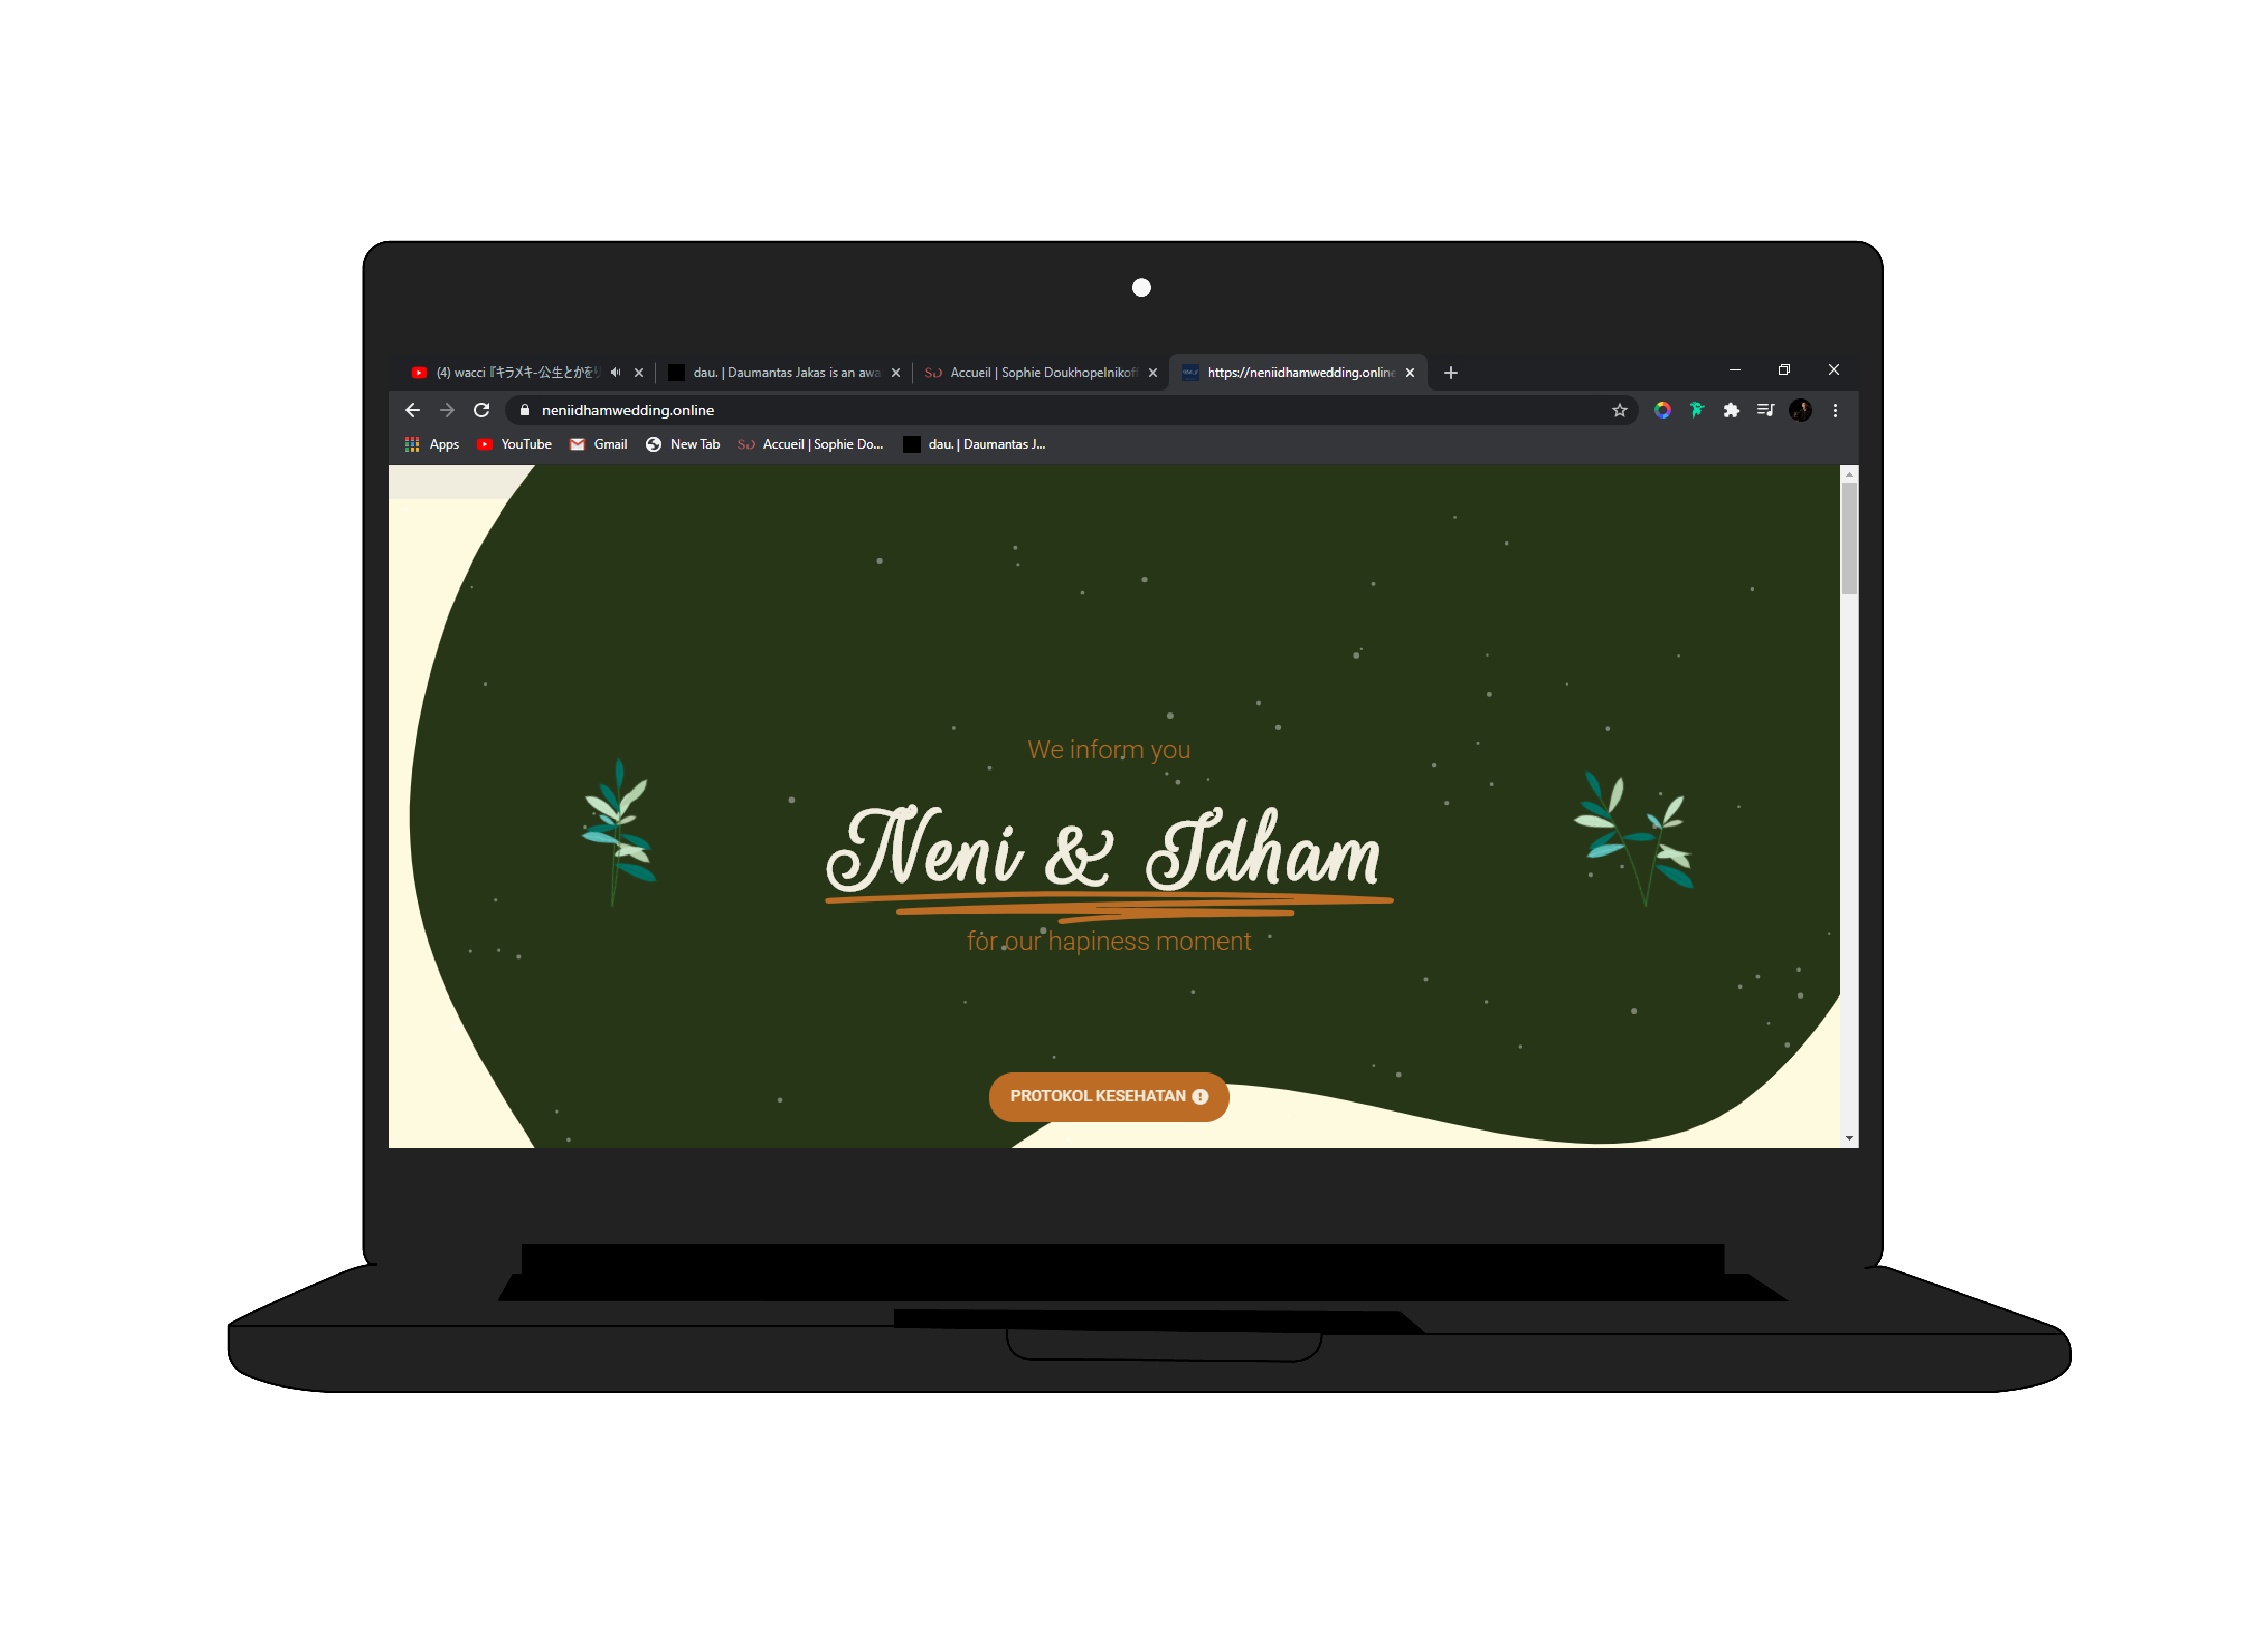 (4) wacci『キラメキ-公生とかをり
dau. | Daumantas Jakas is an awa
Accueil | Sophie Doukhopelnikoff
https://neniidhamwedding.online
neniidhamwedding.online
Apps YouTube Gmail New Tab Accueil | Sophie Do... dau. | Daumantas J...
We inform you
Neni & Idham
for our hapiness moment
PROTOKOL KESEHATAN